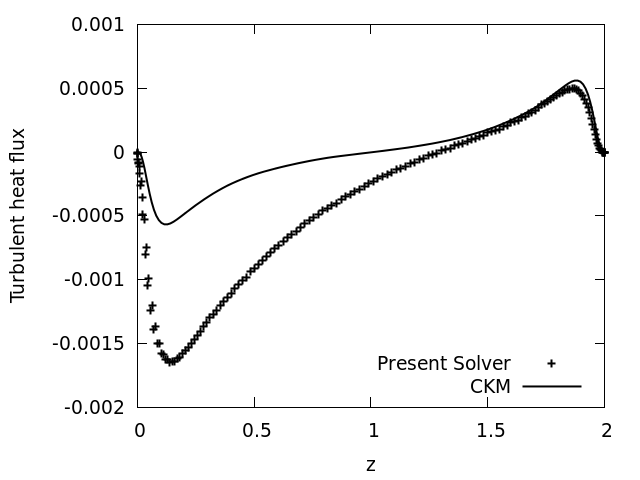 0.001
0.0005
0
-0.0005
-0.001
-0.0015
-0.002
Turbulent heat flux
Present Solver
CKM
0 0.5 1 1.5 2
z